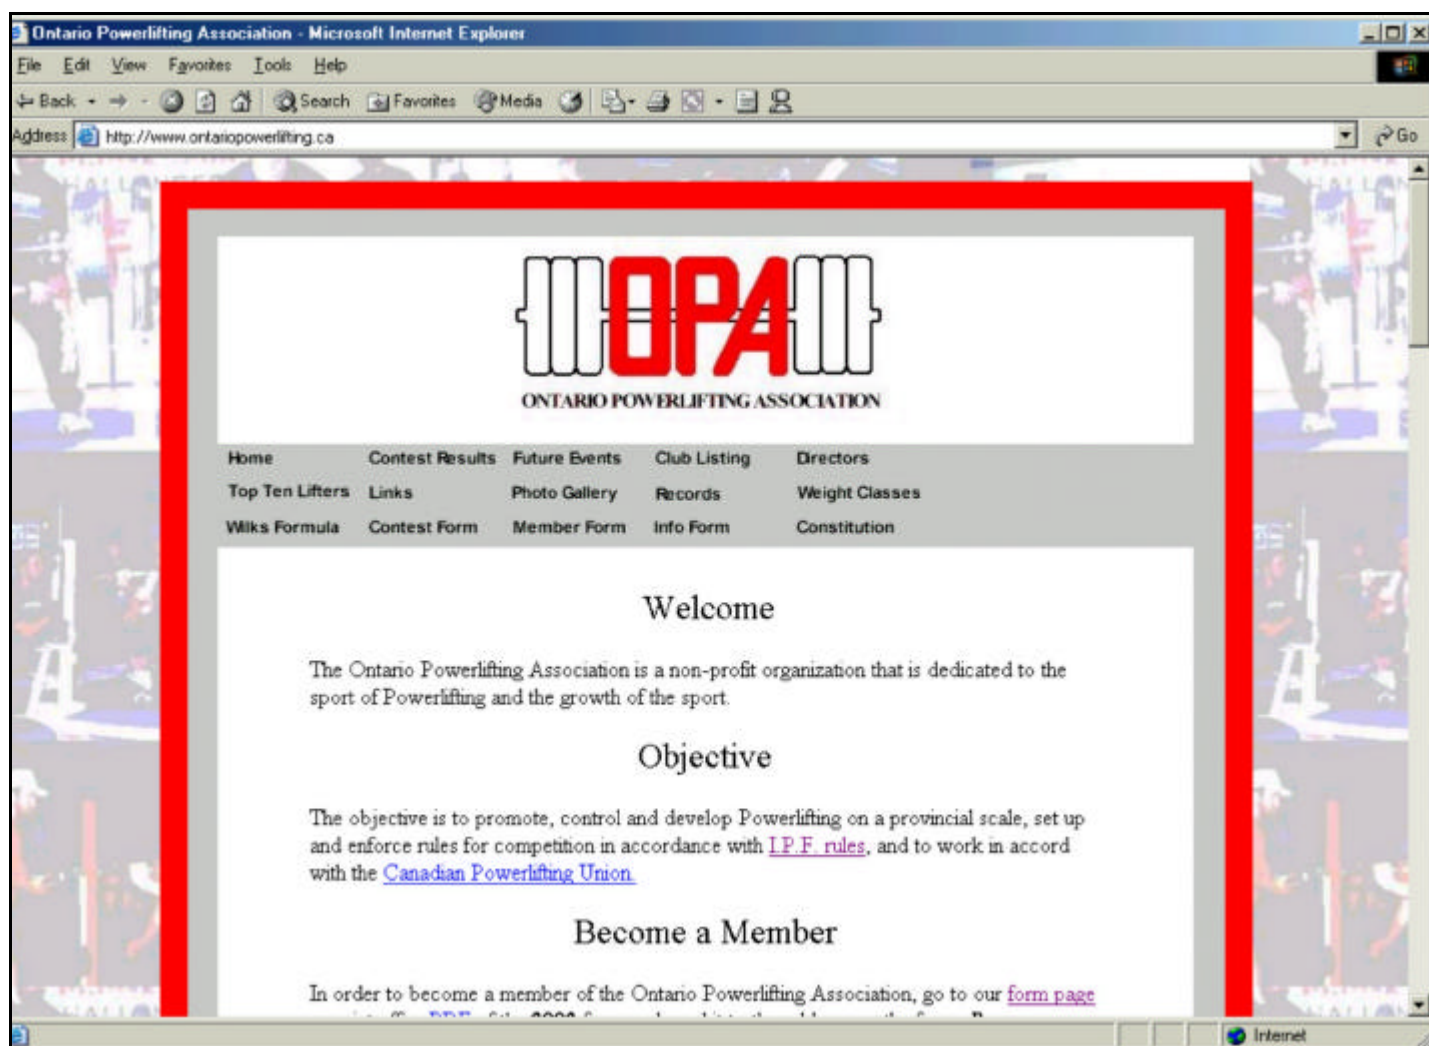 Ontario Powerlifting Association - Microsoft Internet Explorer
File Edit View Favorites Tools Help
Back Search Favorites Media
Address http://www.ontariopowerlifting.ca Go
OPA
ONTARIO POWERLIFTING ASSOCIATION
Home Contest Results Future Events Club Listing Directors
Top Ten Lifters Links Photo Gallery Records Weight Classes
Wilks Formula Contest Form Member Form Info Form Constitution
Welcome
The Ontario Powerlifting Association is a non-profit organization that is dedicated to the
sport of Powerlifting and the growth of the sport.
Objective
The objective is to promote, control and develop Powerlifting on a provincial scale, set up
and enforce rules for competition in accordance with I.P.F. rules, and to work in accord
with the Canadian Powerlifting Union.
Become a Member
In order to become a member of the Ontario Powerlifting Association, go to our form page
Internet